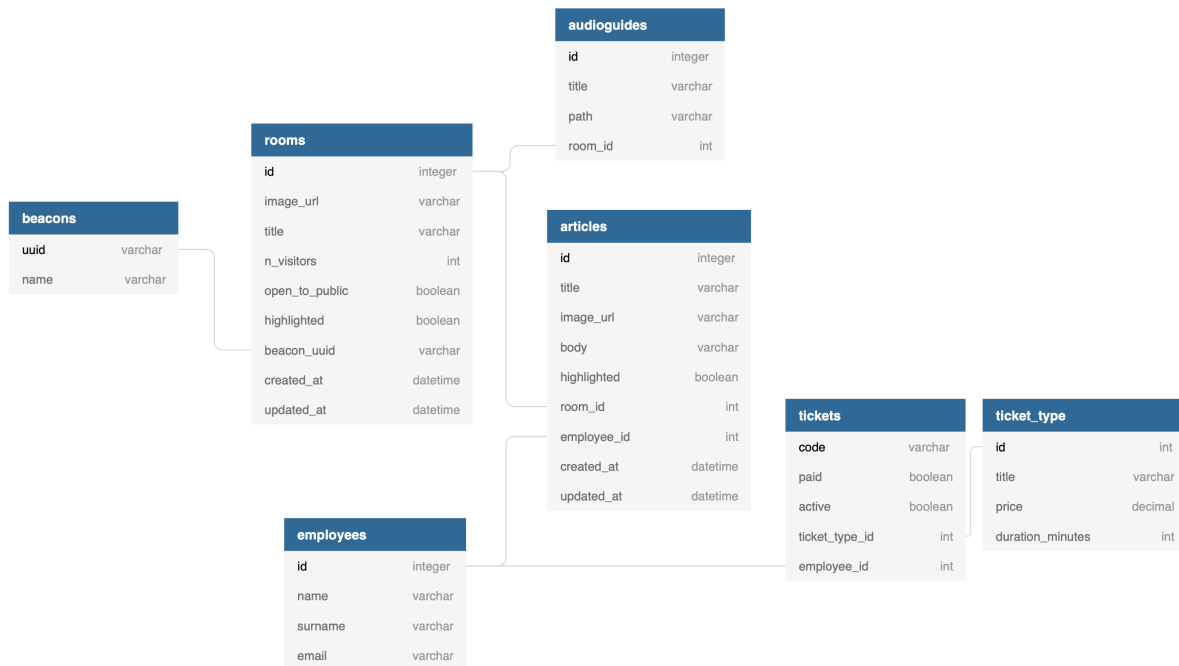 audioguides
id integer
title varchar
path varchar
room_id int
rooms
id integer
image_url varchar
title varchar
n_visitors int
open_to_public boolean
highlighted boolean
beacon_uuid varchar
created_at datetime
updated_at datetime
beacons
uuid varchar
name varchar
articles
id integer
title varchar
image_url varchar
body varchar
highlighted boolean
room_id int
employee_id int
created_at datetime
updated_at datetime
tickets
code varchar
paid boolean
active boolean
ticket_type_id int
employee_id int
ticket_type
id int
title varchar
price decimal
duration_minutes int
employees
id integer
name varchar
surname varchar
email varchar